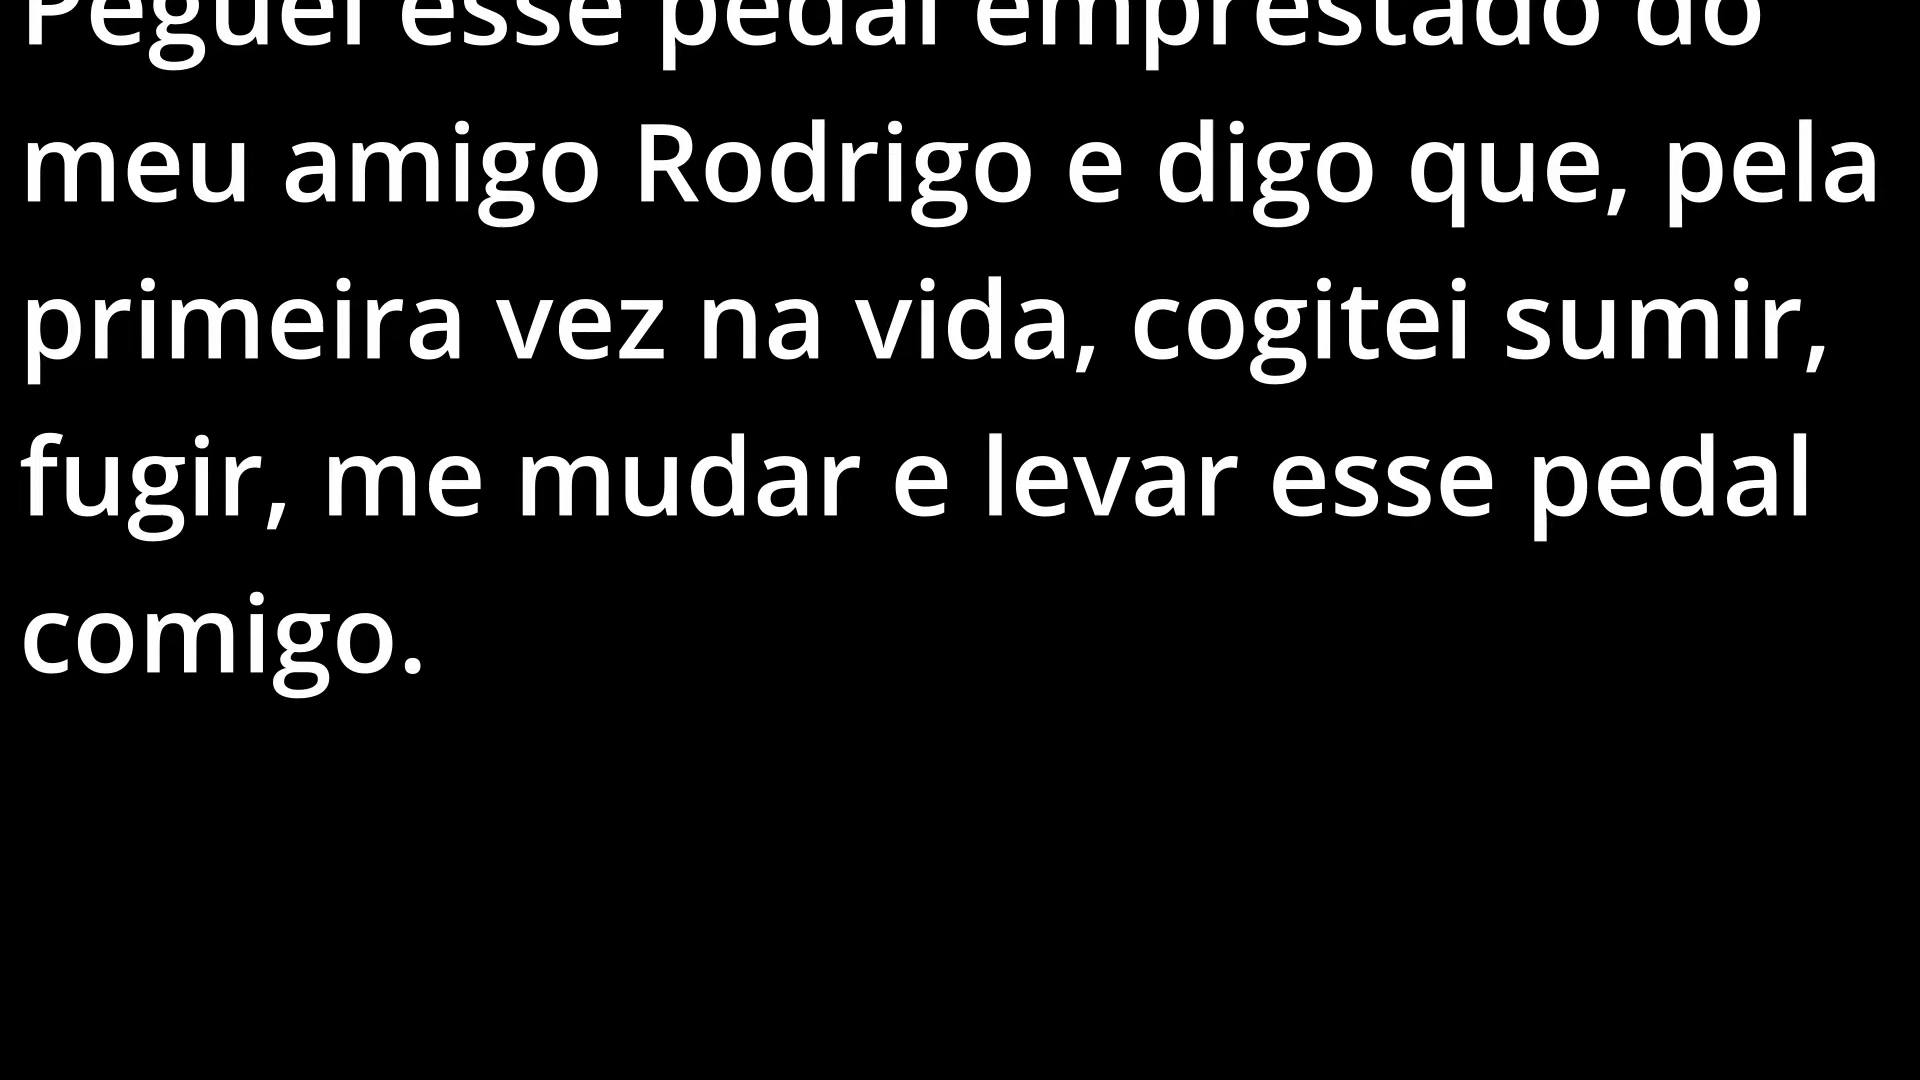 Peguei esse pedal emprestado do
meu amigo Rodrigo e digo que, pela
primeira vez na vida, cogitei sumir,
fugir, me mudar e levar esse pedal
comigo.